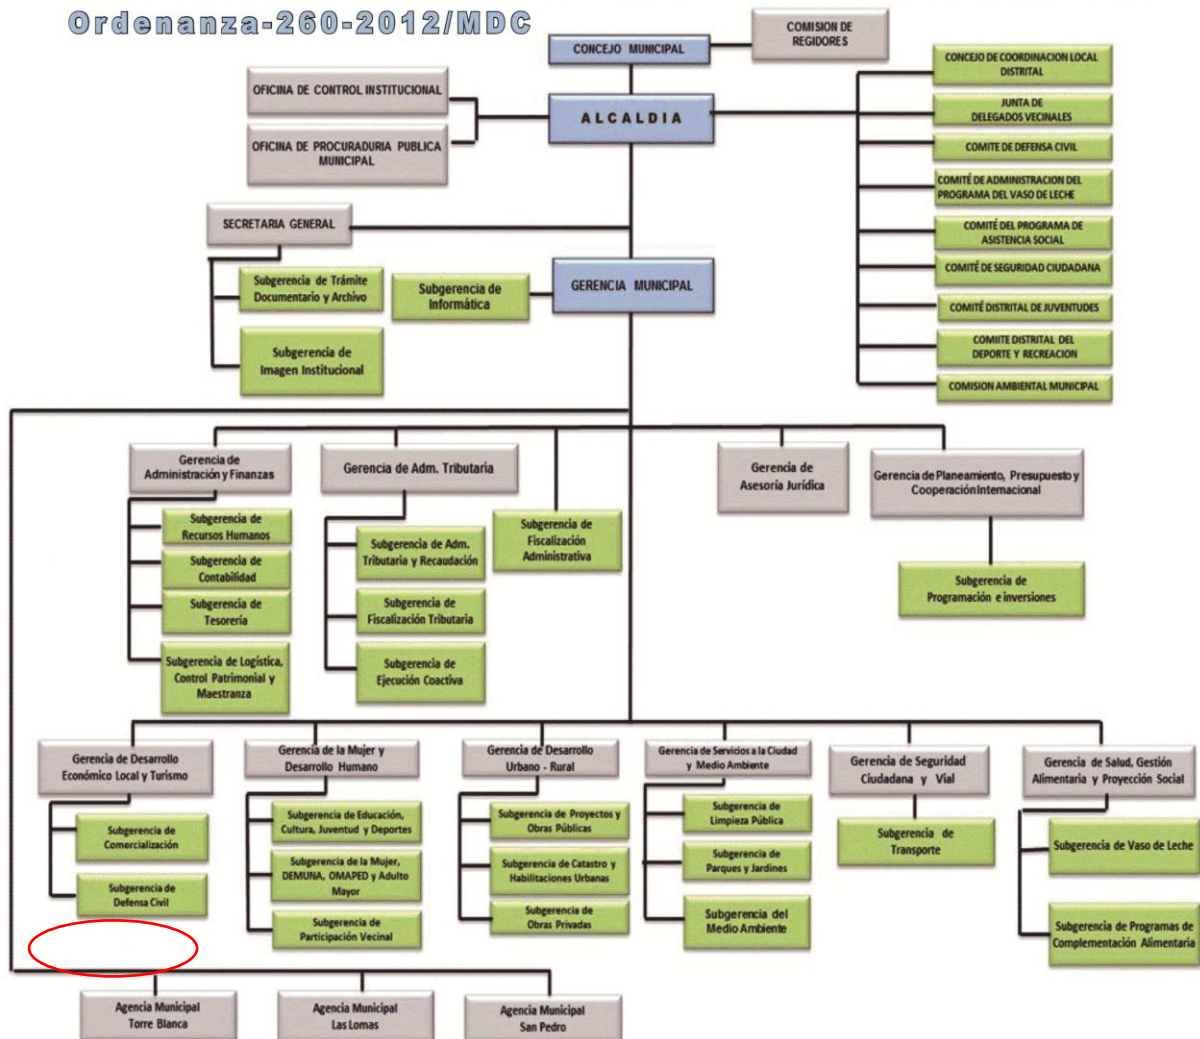 Ordenanza-260-2012/MDC
CONCEJO MUNICIPAL
COMISION DE
REGIDORES
OFICINA DE CONTROL INSTITUCIONAL
ALCALDIA
OFICINA DE PROCURADURIA PUBLICA
MUNICIPAL
CONCEJO DE COORDINACION LOCAL
DISTRITAL
JUNTA DE
DELEGADOS VECINALES
COMITE DE DEFENSA CIVIL
COMITÉ DE ADMINISTRACION DEL
PROGRAMA DEL VASO DE LECHE
COMITÉ DEL PROGRAMA DE
ASISTENCIA SOCIAL
COMITÉ DE SEGURIDAD CIUDADANA
COMITÉ DISTRITAL DE JUVENTUDES
COMIITE DISTRITAL DEL
DEPORTE Y RECREACION
COMISION AMBIENTAL MUNICIPAL
SECRETARIA GENERAL
Subgerencia de Trámite
Documentario y Archivo
Subgerencia de
Imagen Institucional
Subgerencia de
Informática
GERENCIA MUNICIPAL
Gerencia de
Administración y Finanzas
Subgerencia de
Recursos Humanos
Subgerencia de
Contabilidad
Subgerencia de
Tesorería
Subgerencia de Logística,
Control Patrimonial y
Maestranza
Gerencia de Adm. Tributaria
Subgerencia de Adm.
Tributaria y Recaudación
Subgerencia de
Fiscalización Tributaria
Subgerencia de
Ejecución Coactiva
Subgerencia de
Fiscalización
Administrativa
Gerencia de
Asesoría Jurídica
Gerencia de Planeamiento, Presupuesto y
Cooperación Internacional
Subgerencia de
Programación e inversiones
Gerencia de Desarrollo
Económico Local y Turismo
Subgerencia de
Comercialización
Subgerencia de
Defensa Civil
Gerencia de la Mujer y
Desarrollo Humano
Subgerencia de Educación,
Cultura, Juventud y Deportes
Subgerencia de la Mujer,
DEMUNA, OMAPED y Adulto
Mayor
Subgerencia de
Participación Vecinal
Gerencia de Desarrollo
Urbano - Rural
Subgerencia de Proyectos y
Obras Públicas
Subgerencia de Catastro y
Habilitaciones Urbanas
Subgerencia de
Obras Privadas
Gerencia de Servicios a la Ciudad
y Medio Ambiente
Subgerencia de
Limpieza Pública
Subgerencia de
Parques y Jardines
Subgerencia del
Medio Ambiente
Gerencia de Seguridad
Ciudadana y Vial
Subgerencia de
Transporte
Gerencia de Salud, Gestión
Alimentaria y Proyección Social
Subgerencia de Vaso de Leche
Subgerencia de Programas de
Complementación Alimentaria
Agencia Municipal
Torre Blanca
Agencia Municipal
Las Lomas
Agencia Municipal
San Pedro